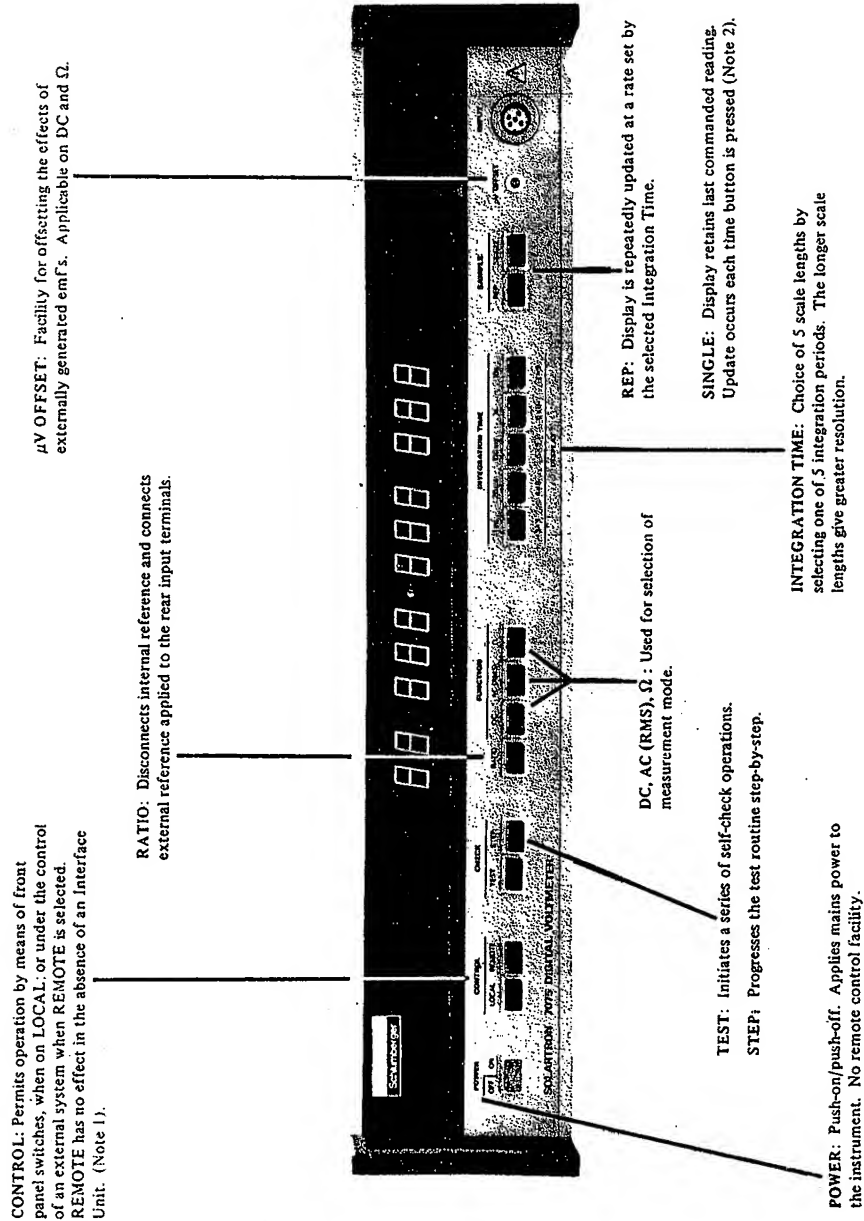 CONTROL: Permits operation by means of front
panel switches, when on LOCAL: or under the control
of an external system when REMOTE is selected.
REMOTE has no effect in the absence of an Interface
Unit. (Note 1).
RATIO: Disconnects internal reference and connects
external reference applied to the rear input terminals.
μV OFFSET: Facility for offsetting the effects of
externally generated emf's. Applicable on DC and Ω.
Schlumberger
POWER
OFF ON
CONTROL
LOCAL REMOTE
CHECK
TEST STEP
FUNCTION
RATIO
INTEGRATION TIME
DISPLAY
SAMPLE
REP
μV OFFSET
INPUT
SOLARTRON 7075 DIGITAL VOLTMETER
POWER: Push-on/push-off. Applies mains power to
the instrument. No remote control facility.
TEST: Initiates a series of self-check operations.
STEP: Progresses the test routine step-by-step.
DC, AC (RMS), Ω : Used for selection of
measurement mode.
INTEGRATION TIME: Choice of 5 scale lengths by
selecting one of 5 integration periods. The longer scale
lengths give greater resolution.
REP: Display is repeatedly updated at a rate set by
the selected Integration Time.
SINGLE: Display retains last commanded reading.
Update occurs each time button is pressed (Note 2).